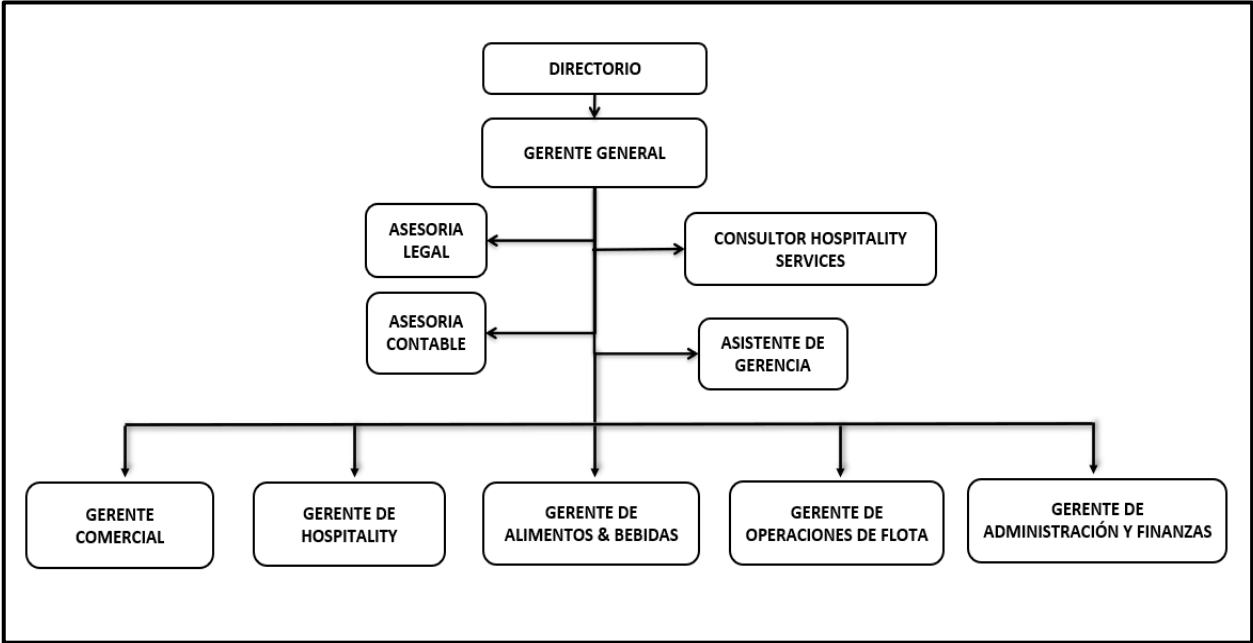 DIRECTORIO
GERENTE GENERAL
ASESORIA
LEGAL
CONSULTOR HOSPITALITY
SERVICES
ASESORIA
CONTABLE
ASISTENTE DE
GERENCIA
GERENTE
COMERCIAL
GERENTE DE
HOSPITALITY
GERENTE DE
ALIMENTOS & BEBIDAS
GERENTE DE
OPERACIONES DE FLOTA
GERENTE DE
ADMINISTRACIÓN Y FINANZAS